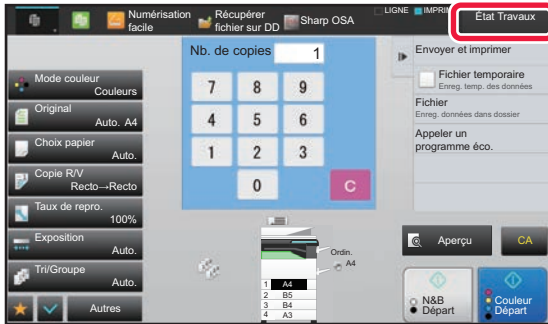 Numérisation
facile
Récupérer
fichier sur DD
Sharp OSA
LIGNE
IMPRIM
État Travaux
Nb. de copies
1
Envoyer et imprimer
Fichier temporaire
Enreg. temp. des données
Fichier
Enreg. données dans dossier
Appeler un
programme éco.
Mode couleur
Couleurs
Original
Auto. A4
Choix papier
Auto.
Copie R/V
Recto→Recto
Taux de repro.
100%
Exposition
Auto.
Tri/Groupe
Auto.
Autres
7 8 9
4 5 6
1 2 3
0 C
Ordin.
A4
1 A4
2 B5
3 B4
4 A3
Aperçu
CA
N&B
Départ
Couleur
Départ